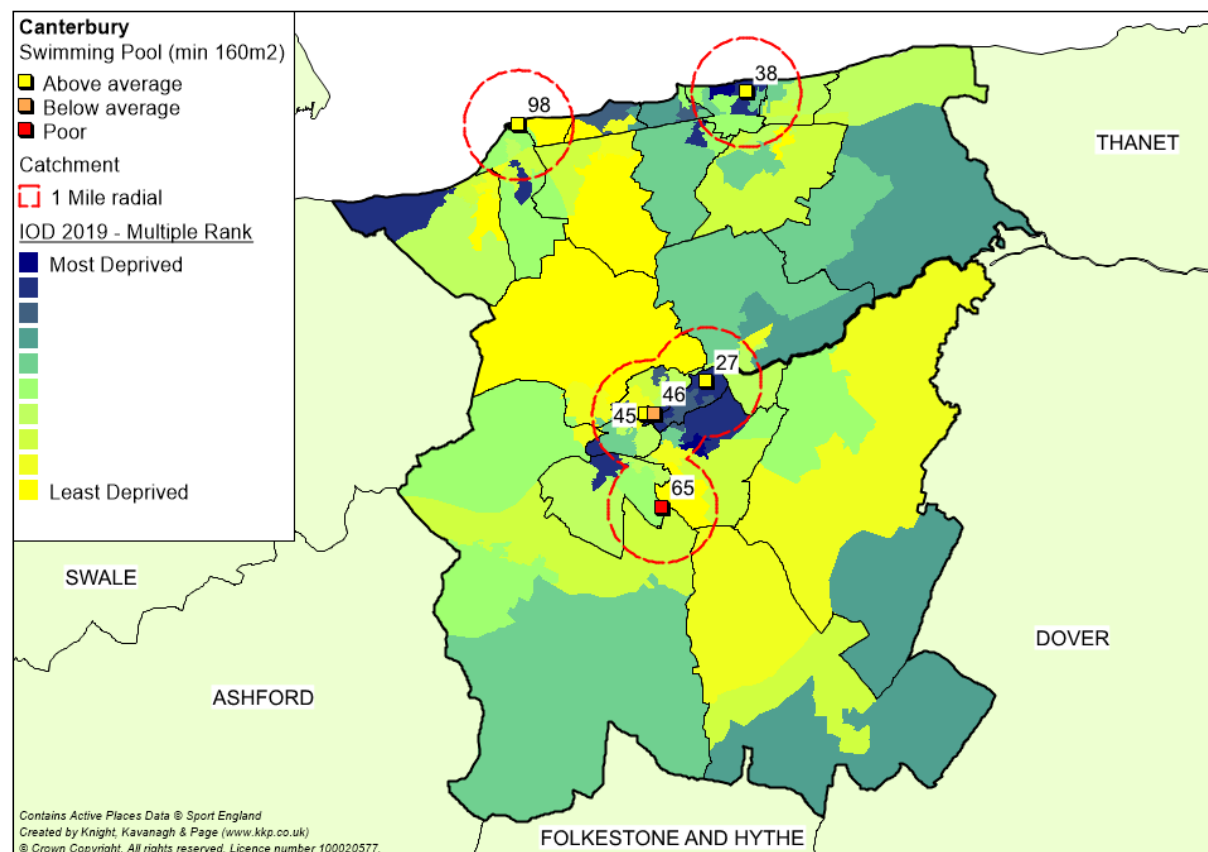 Canterbury
Swimming Pool (min 160m2)
Above average
Below average
Poor
Catchment
1 Mile radial
IOD 2019 - Multiple Rank
Most Deprived
Least Deprived
98
38
THANET
27
46
45
65
SWALE
DOVER
ASHFORD
FOLKESTONE AND HYTHE
Contains Active Places Data © Sport England
Created by Knight, Kavanagh & Page (www.kkp.co.uk)
© Crown Copyright. All rights reserved. Licence number 100020577.